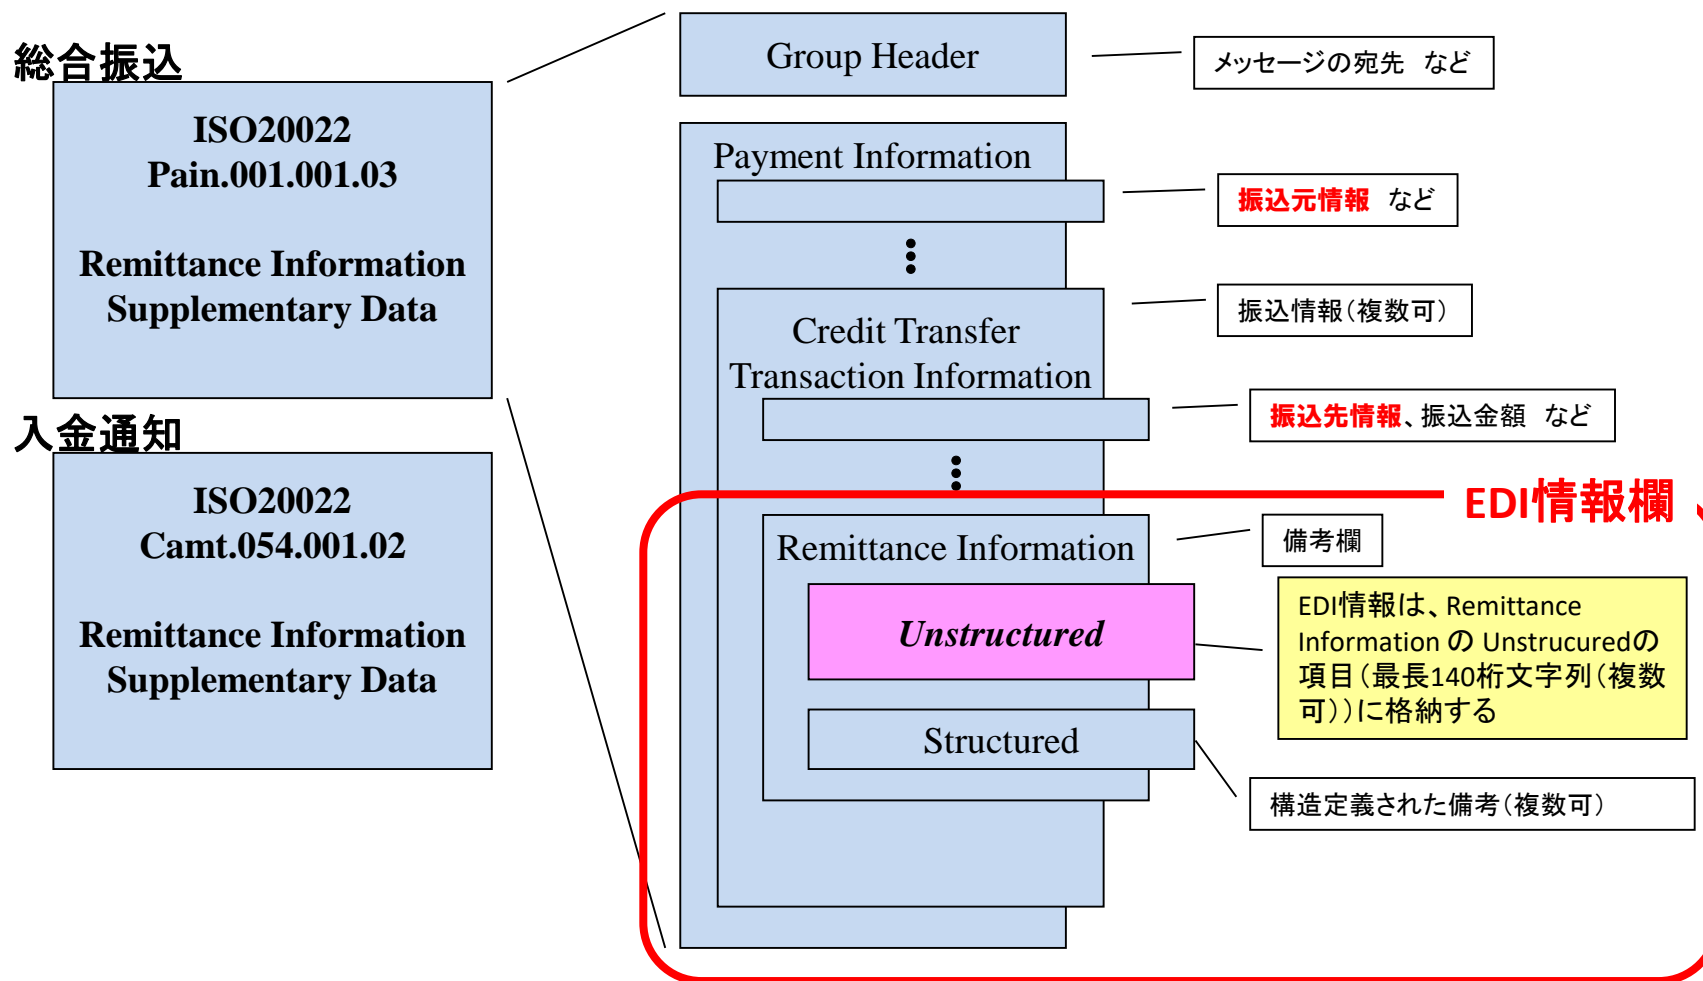 総合振込
ISO20022
Pain.001.001.03
Remittance Information
Supplementary Data
入金通知
ISO20022
Camt.054.001.02
Remittance Information
Supplementary Data
Group Header
メッセージの宛先 など
Payment Information
振込元情報 など
振込情報(複数可)
Credit Transfer
Transaction Information
振込先情報、振込金額 など
EDI情報欄
Remittance Information
備考欄
Unstructured
EDI情報は、Remittance
Information の Unstrucuredの
項目(最長140桁文字列(複数
可))に格納する
Structured
構造定義された備考(複数可)